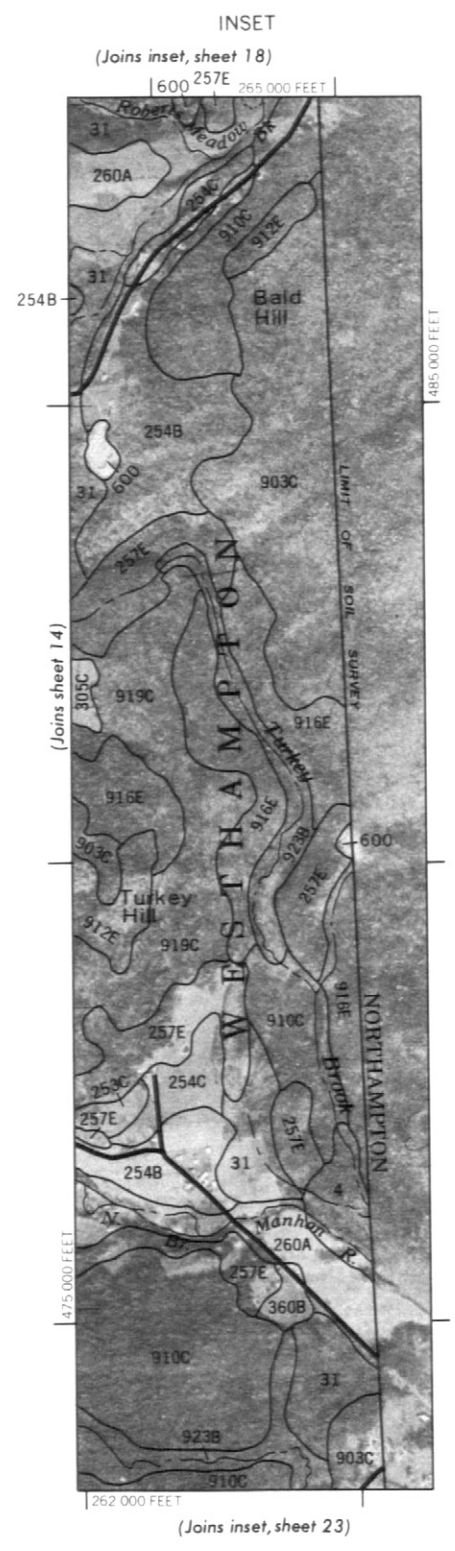 INSET
(Joins inset, sheet 18)
600 257E 265 000 FEET
Roberts Meadow BK
31
260A
254C
910C
912E
31
254B
Bald
Hill
485 000 FEET
254B
600
31
903C
LIMIT OF SOIL SURVEY
257E
WESTHAMPTON
(Joins sheet 14)
305C
919C
916E
Turkey
916E
916E
923B
600
903C
257E
Turkey
Hill
912E
919C
916E
910C
NORTHAMPTON
257E
253C
254C
Brook
257E
257E
31
254B
4
N. Br. Manhan R.
260A
257E
475 000 FEET
360B
910C
31
923B
903C
910C
262 000 FEET
(Joins inset, sheet 23)